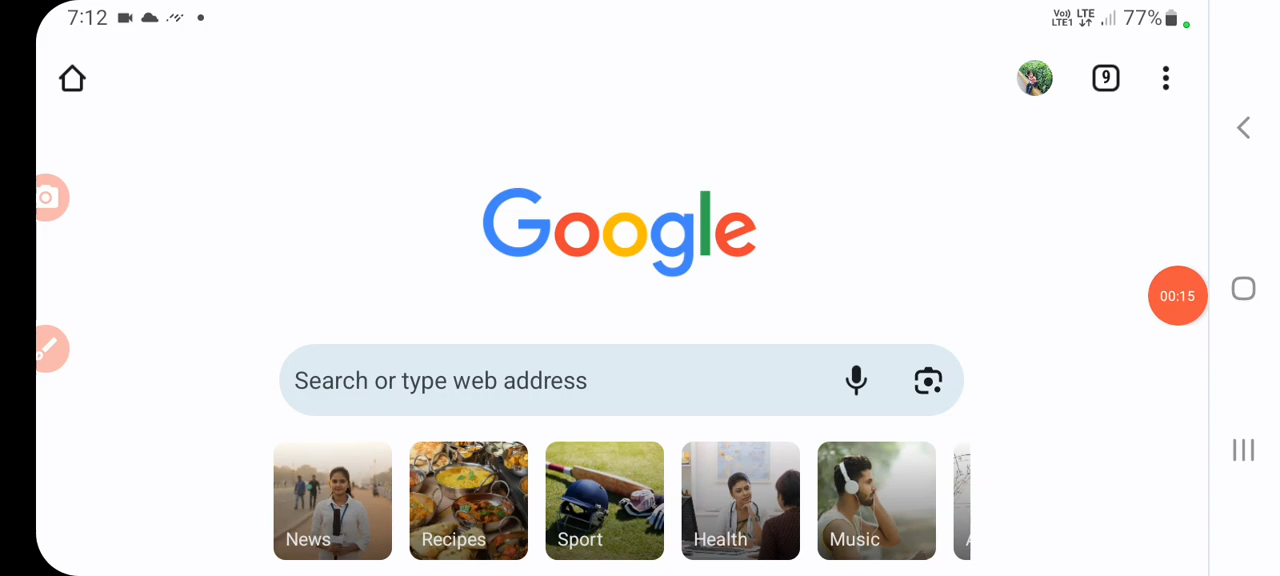 7:12
Vo) LTE1 LTE 77%
9
Google
00:15
Search or type web address
News Recipes Sport Health Music